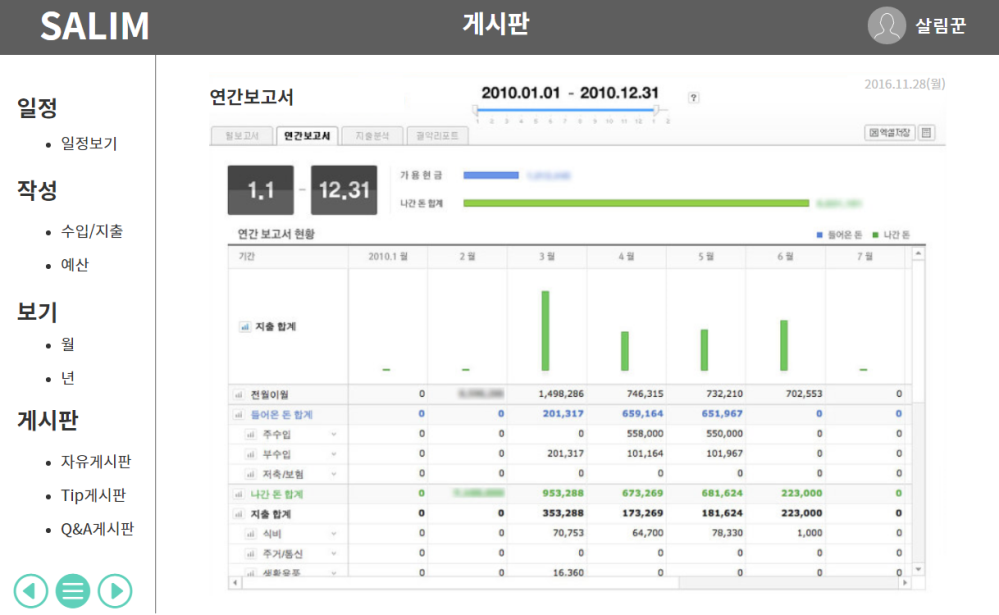 SALIM
게시판
살림꾼
일정
• 일정보기
작성
• 수입/지출
• 예산
보기
• 월
• 년
게시판
• 자유게시판
• Tip게시판
• Q&A게시판
2016.11.28(월)
연간보고서
2010.01.01 - 2010.12.31
?
1 2 3 4 5 6 7 8 9 10 11 12 1 2
월보고서 연간보고서 지출분석 금악리포트
엑셀저장
1.1 - 12.31
가용현금
나간 돈 합계
연간 보고서 현황
들어온 돈 나간 돈
기간 2010.1 월 2 월 3 월 4 월 5 월 6 월 7 월
지출 합계
전월이월 0 1,498,286 746,315 732,210 702,553 0
들어온 돈 합계 0 0 201,317 659,164 651,967 0 0
주수입 0 0 0 558,000 550,000 0 0
부수입 0 0 201,317 101,164 101,967 0 0
저축/보험 0 0 0 0 0 0 0
나간 돈 합계 0 953,288 673,269 681,624 223,000 0
지출 합계 0 0 353,288 173,269 181,624 223,000 0
식비 0 0 70,753 64,700 78,330 1,000 0
주거/통신 0 0 0 0 0 0 0
생활용품 0 0 16,360 0 0 0 0